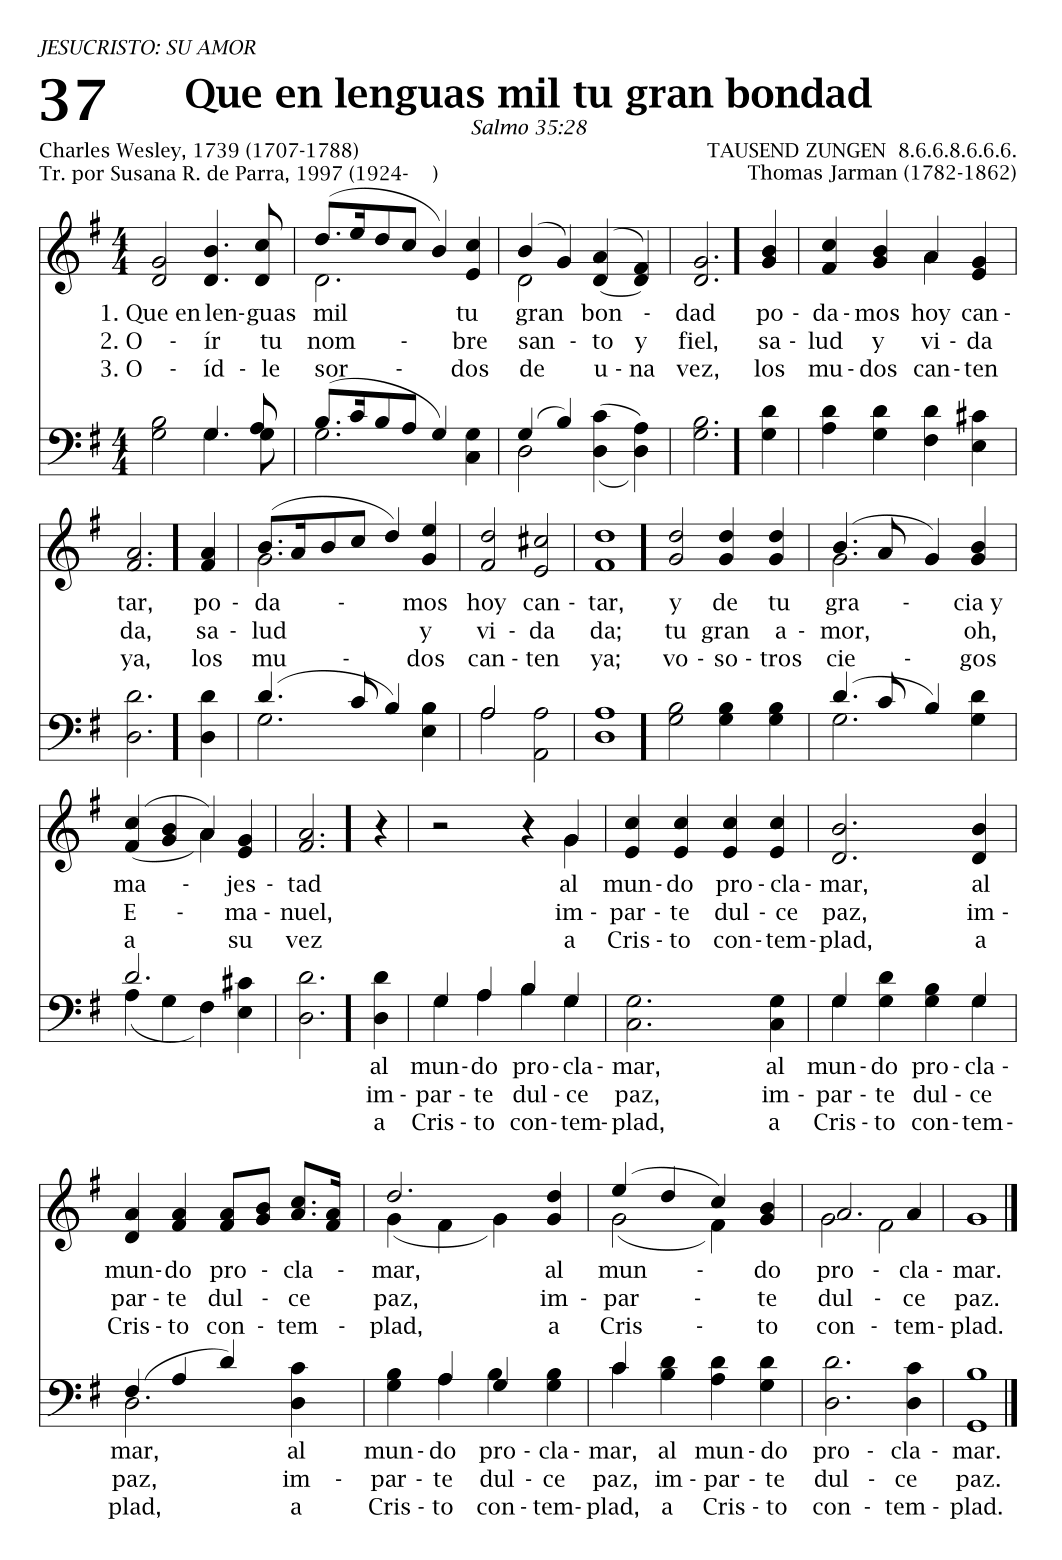 JESUCRISTO: SU AMOR
37 Que en lenguas mil tu gran bondad
Salmo 35:28
Charles Wesley, 1739 (1707-1788) TAUSEND ZUNGEN 8.6.6.8.6.6.6.
Tr. por Susana R. de Parra, 1997 (1924- ) Thomas Jarman (1782-1862)
1. Que en len-guas mil tu gran bon - dad po - da - mos hoy can -
2. O - ír tu nom - bre san - to y fiel, sa - lud y vi - da
3. O - íd - le sor - dos de u - na vez, los mu - dos can - ten
tar, po - da - mos hoy can - tar, y de tu gra - cia y
da, sa - lud y vi - da da; tu gran a - mor, oh,
ya, los mu - dos can - ten ya; vo - so - tros cie - gos
ma - jes - tad al mun - do pro - cla - mar, al
E - ma - nuel, im - par - te dul - ce paz, im -
a su vez a Cris - to con - tem - plad, a
al mun - do pro - cla - mar, al mun - do pro - cla -
im - par - te dul - ce paz, im - par - te dul - ce
a Cris - to con - tem - plad, a Cris - to con - tem -
mun - do pro - cla - mar, al mun - do pro - cla - mar.
par - te dul - ce paz, im - par - te dul - ce paz.
Cris - to con - tem - plad, a Cris - to con - tem - plad.
mar, al mun - do pro - cla - mar, al mun - do pro - cla - mar.
paz, im - par - te dul - ce paz, im - par - te dul - ce paz.
plad, a Cris - to con - tem - plad, a Cris - to con - tem - plad.